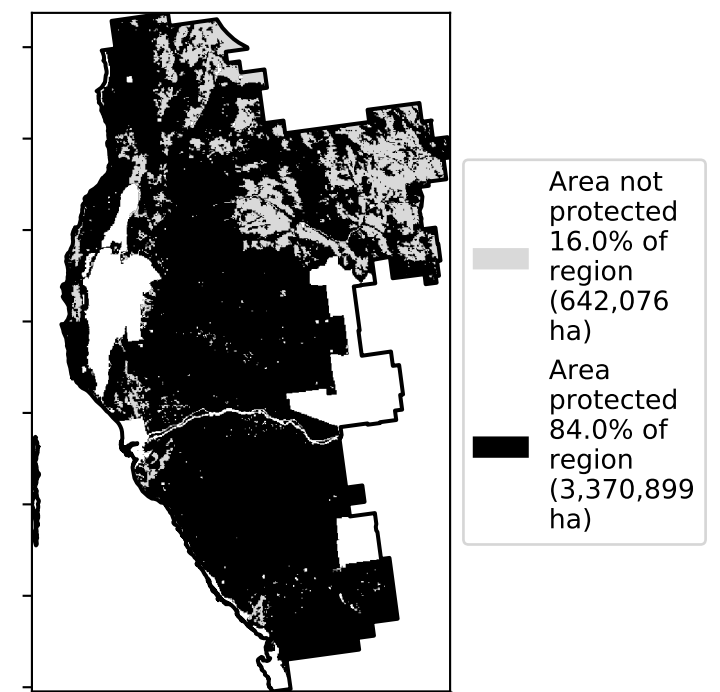 Area not
protected
16.0% of
region
(642,076
ha)
Area
protected
84.0% of
region
(3,370,899
ha)